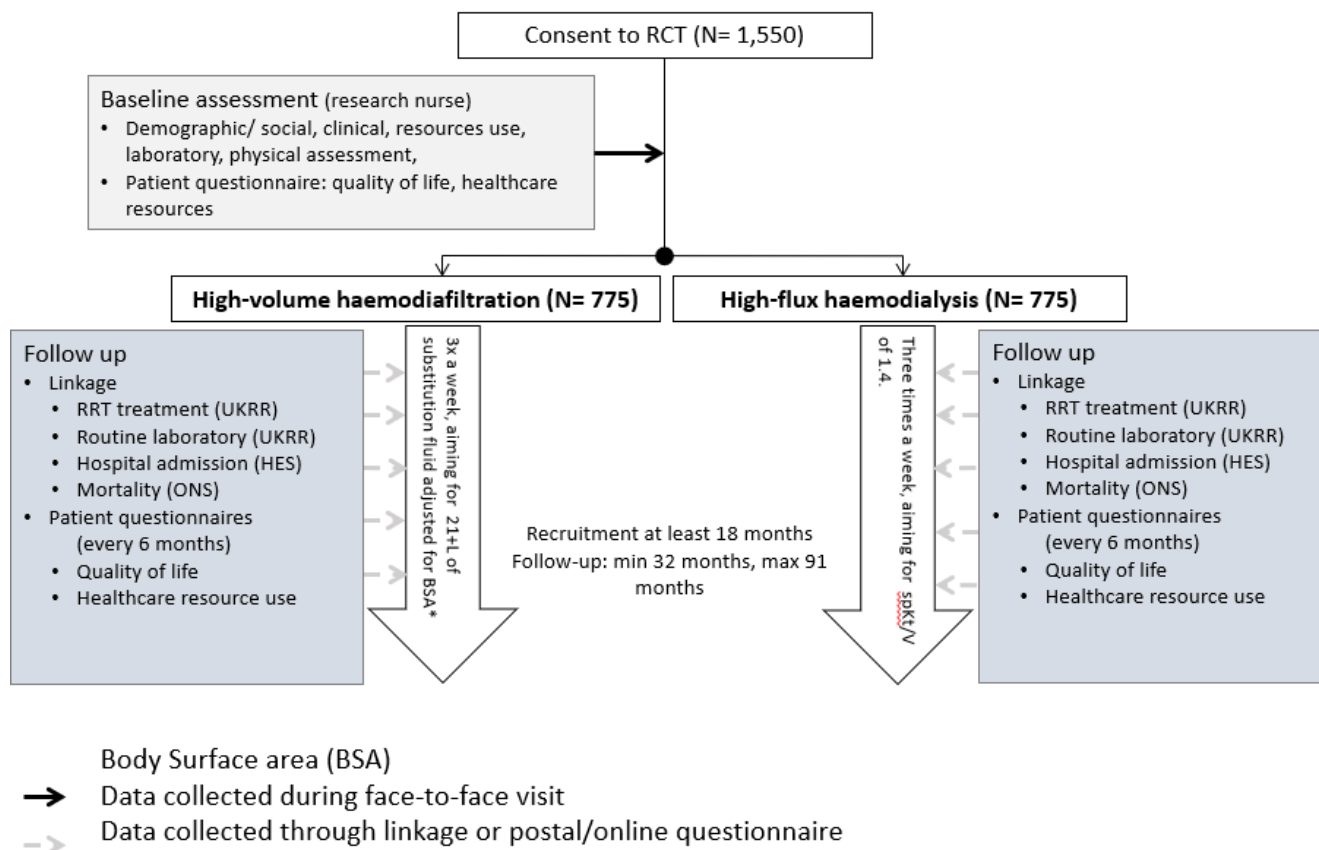 Consent to RCT (N= 1,550)
Baseline assessment (research nurse)
• Demographic/ social, clinical, resources use,
laboratory, physical assessment,
• Patient questionnaire: quality of life, healthcare
resources
High-volume haemodiafiltration (N= 775)
High-flux haemodialysis (N= 775)
Follow up
• Linkage
• RRT treatment (UKRR)
• Routine laboratory (UKRR)
• Hospital admission (HES)
• Mortality (ONS)
• Patient questionnaires
(every 6 months)
• Quality of life
• Healthcare resource use
3x a week, aiming for 21+L of
substitution fluid adjusted for BSA*
Recruitment at least 18 months
Follow-up: min 32 months, max 91
months
Three times a week, aiming for spKt/V
of 1.4.
Follow up
• Linkage
• RRT treatment (UKRR)
• Routine laboratory (UKRR)
• Hospital admission (HES)
• Mortality (ONS)
• Patient questionnaires
(every 6 months)
• Quality of life
• Healthcare resource use
Body Surface area (BSA)
Data collected during face-to-face visit
Data collected through linkage or postal/online questionnaire